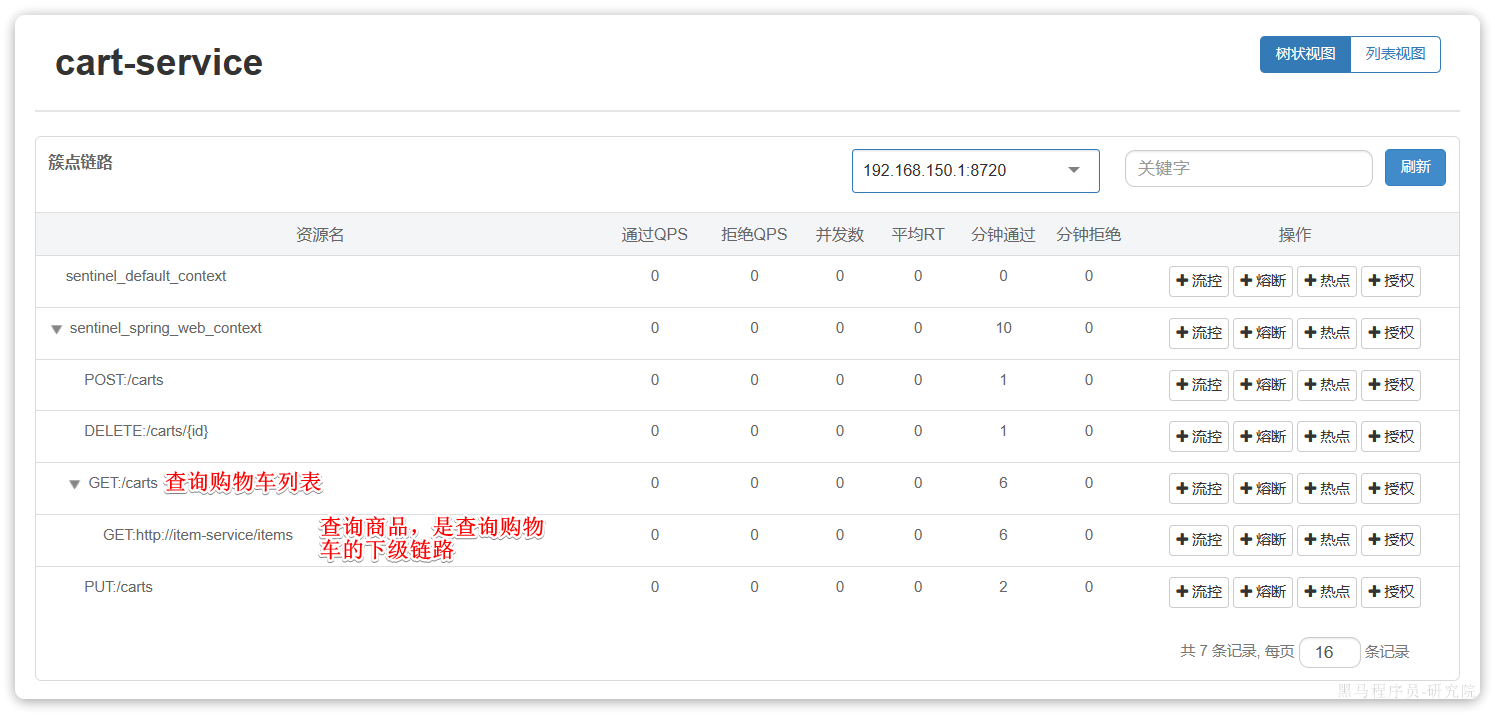 cart-service
树状视图 列表视图
簇点链路 192.168.150.1:8720 关键字 刷新
资源名 通过QPS 拒绝QPS 并发数 平均RT 分钟通过 分钟拒绝 操作
sentinel_default_context 0 0 0 0 0 0 +流控 +熔断 +热点 +授权
sentinel_spring_web_context 0 0 0 0 10 0 +流控 +熔断 +热点 +授权
POST:/carts 0 0 0 0 1 0 +流控 +熔断 +热点 +授权
DELETE:/carts/{id} 0 0 0 0 1 0 +流控 +熔断 +热点 +授权
GET:/carts 查询购物车列表 0 0 0 0 6 0 +流控 +熔断 +热点 +授权
GET:http://item-service/items 0 0 0 0 6 0 +流控 +熔断 +热点 +授权
查询商品，是查询购物
车的下级链路
PUT:/carts 0 0 0 0 2 0 +流控 +熔断 +热点 +授权
共 7 条记录, 每页 16 条记录
黑马程序员-研究院